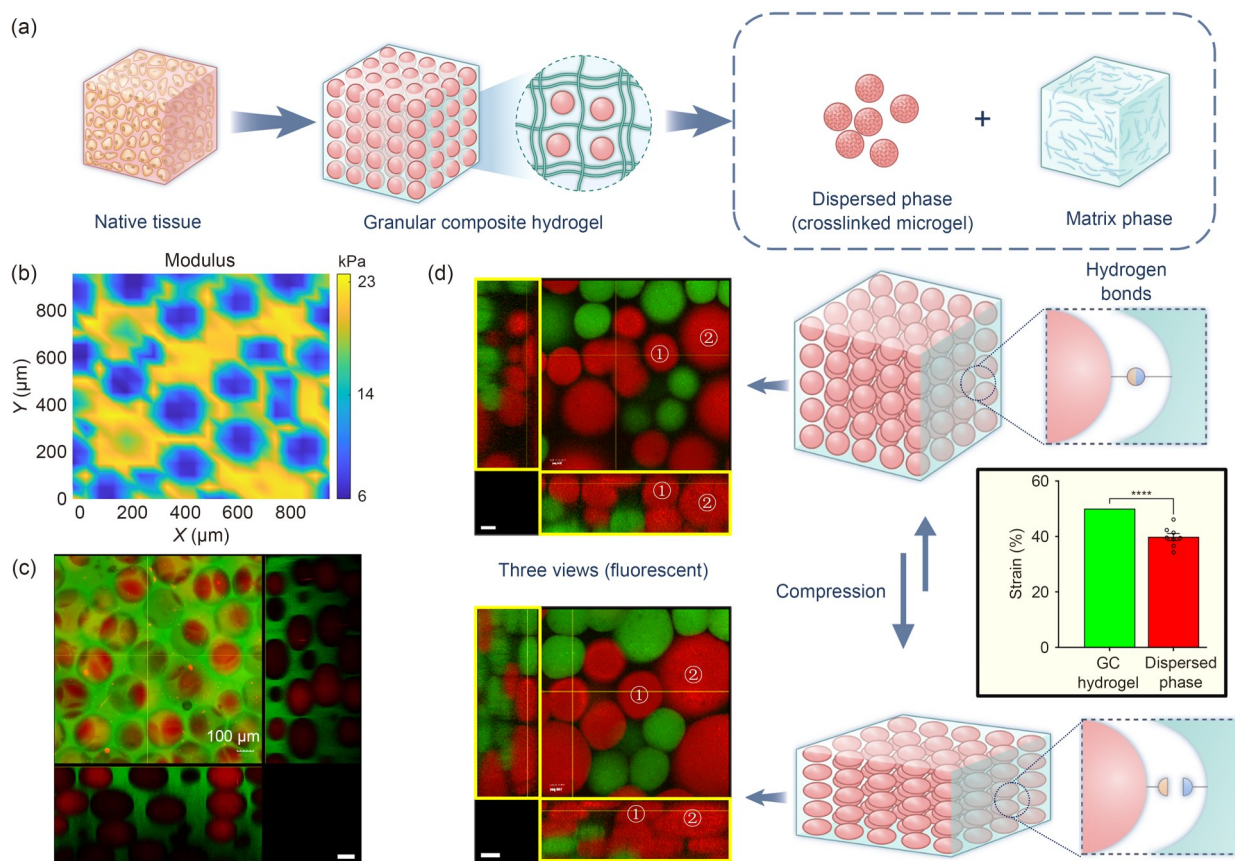 (a)
Native tissue
Granular composite hydrogel
+
Dispersed phase
(crosslinked microgel)
Matrix phase
(b)
Modulus
kPa
23
14
6
Y (μm)
800
600
400
200
0
0
200
400
600
800
X (μm)
(c)
100 μm
(d)
①
②
①
②
Three views (fluorescent)
①
②
①
②
Hydrogen
bonds
Compression
Strain (%)
60
40
20
0
****
GC
hydrogel
Dispersed
phase